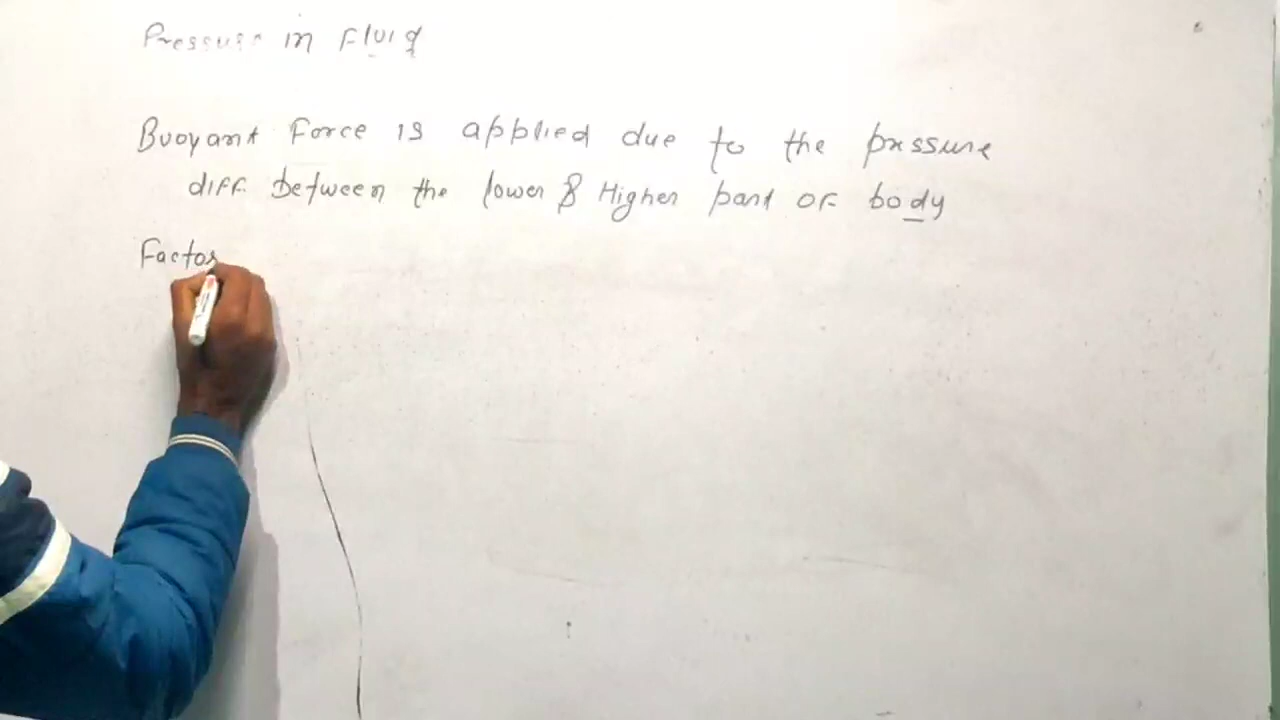 Pressure in Fluid
Buoyant Force is applied due to the pressure
diff. between the lower & Higher part of body
Factor